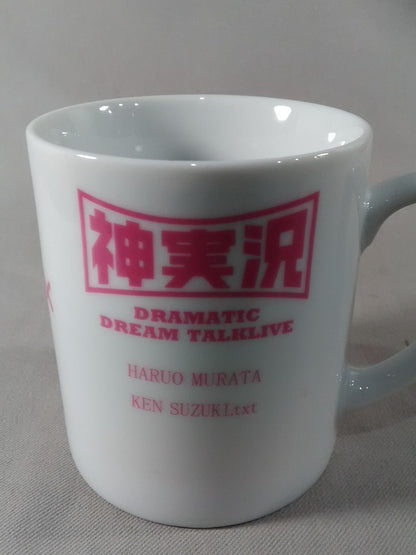 神実況
DRAMATIC
DREAM TALKLIVE
HARUO MURATA
KEN SUZUKI.txt